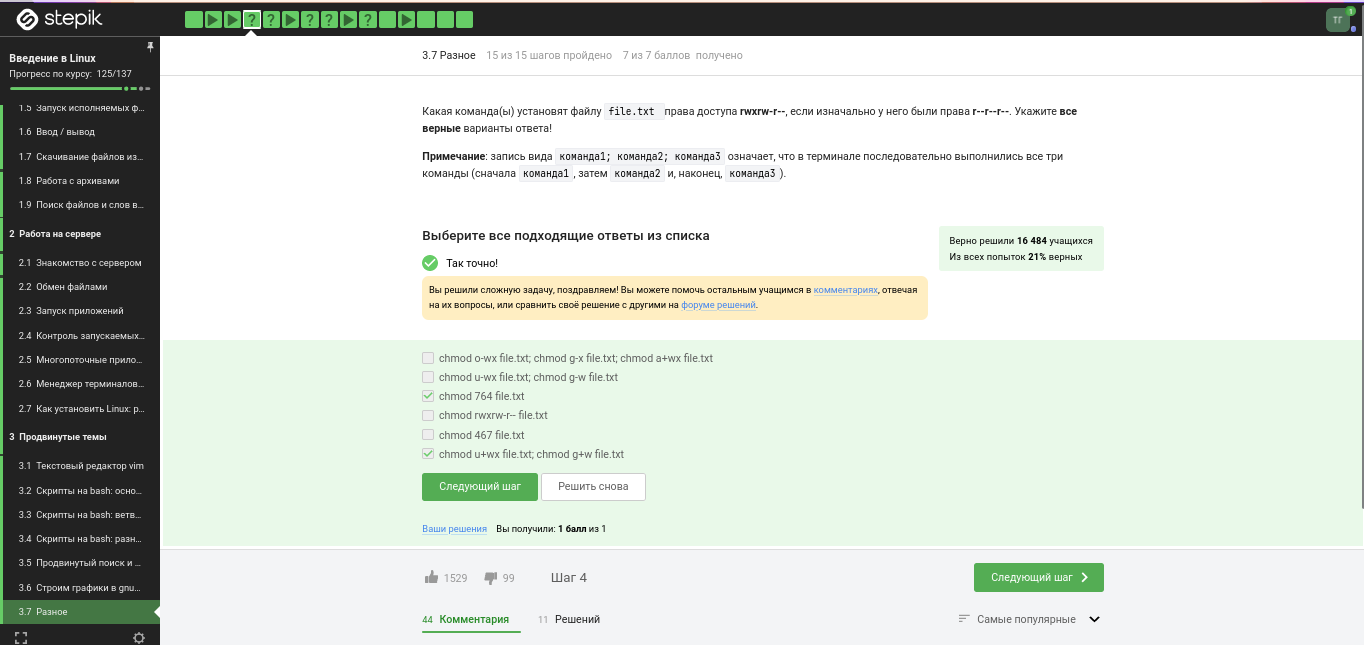 stepik
ТГ
1
Введение в Linux
Прогресс по курсу: 125/137
1.5 Запуск исполняемых ф...
1.6 Ввод / вывод
1.7 Скачивание файлов из...
1.8 Работа с архивами
1.9 Поиск файлов и слов в...
2 Работа на сервере
2.1 Знакомство с сервером
2.2 Обмен файлами
2.3 Запуск приложений
2.4 Контроль запускаемых...
2.5 Многопоточные прило...
2.6 Менеджер терминалов...
2.7 Как установить Linux: р...
3 Продвинутые темы
3.1 Текстовый редактор vim
3.2 Скрипты на bash: осно...
3.3 Скрипты на bash: ветв...
3.4 Скрипты на bash: разн...
3.5 Продвинутый поиск и ...
3.6 Строим графики в gnu...
3.7 Разное
3.7 Разное 15 из 15 шагов пройдено 7 из 7 баллов получено
Какая команда(ы) установят файлу file.txt права доступа rwxrw-r--, если изначально у него были права r--r--r--. Укажите все
верные варианты ответа!
Примечание: запись вида команда1; команда2; команда3 означает, что в терминале последовательно выполнились все три
команды (сначала команда1, затем команда2 и, наконец, команда3).
Выберите все подходящие ответы из списка
Верно решили 16 484 учащихся
Из всех попыток 21% верных
Так точно!
Вы решили сложную задачу, поздравляем! Вы можете помочь остальным учащимся в комментариях, отвечая
на их вопросы, или сравнить своё решение с другими на форуме решений.
chmod o-wx file.txt; chmod g-x file.txt; chmod a+wx file.txt
chmod u-wx file.txt; chmod g-w file.txt
chmod 764 file.txt
chmod rwxrw-r-- file.txt
chmod 467 file.txt
chmod u+wx file.txt; chmod g+w file.txt
Следующий шаг Решить снова
Ваши решения Вы получили: 1 балл из 1
1529 99 Шаг 4 Следующий шаг
44 Комментария 11 Решений Самые популярные